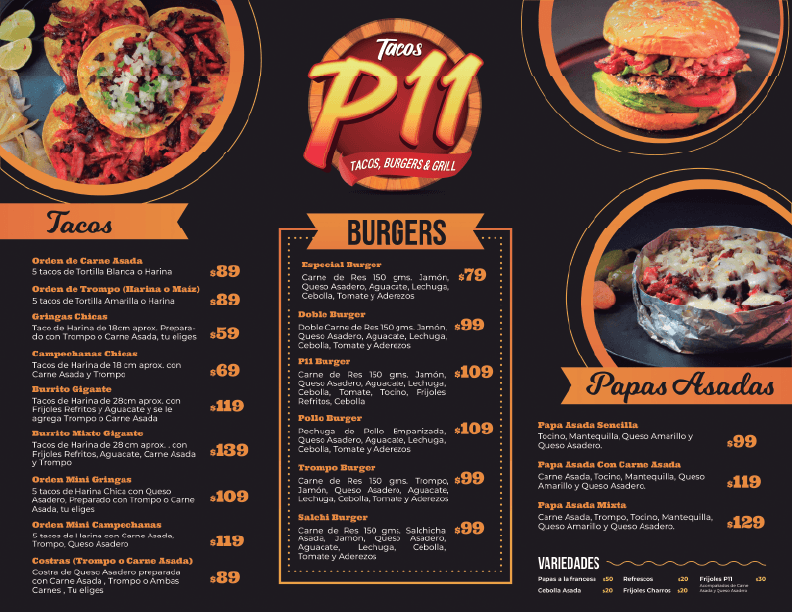 Tacos
P11
TACOS, BURGERS & GRILL
Tacos
Orden de Carne Asada
5 tacos de Tortilla Blanca o Harina
$89
Orden de Trompo (Harina o Maíz)
5 tacos de Tortilla Amarilla o Harina
$89
Gringas Chicas
Taco de Harina de 18cm aprox. Prepara-
do con Trompo o Carne Asada, tu eliges
$59
Campechanas Chicas
Tacos de Harina de 18 cm aprox. con
Carne Asada y Trompo
$69
Burrito Gigante
Tacos de Harina de 28cm aprox. con
Frijoles Refritos y Aguacate y se le
agrega Trompo o Carne Asada
$119
Burrito Mixto Gigante
Tacos de Harina de 28 cm aprox. . con
Frijoles Refritos, Aguacate, Carne Asada
y Trompo
$139
Orden Mini Gringas
5 tacos de Harina Chica con Queso
Asadero, Preparado con Trompo o Carne
Asada, tu eliges
$109
Orden Mini Campechanas
5 tacos de Harina con Carne Asada,
Trompo, Queso Asadero
$119
Costras (Trompo o Carne Asada)
Costra de Queso Asadero preparada
con Carne Asada , Trompo o Ambas
Carnes , Tu eliges
$89
BURGERS
Especial Burger
Carne de Res 150 gms. Jamón,
Queso Asadero, Aguacate, Lechuga,
Cebolla, Tomate y Aderezos
$79
Doble Burger
Doble Carne de Res 150 gms. Jamón,
Queso Asadero, Aguacate, Lechuga,
Cebolla, Tomate y Aderezos
$99
P11 Burger
Carne de Res 150 gms, Jamón,
Queso Asadero, Aguacate, Lechuga,
Cebolla, Tomate, Tocino, Frijoles
Refritos, Cebolla
$109
Pollo Burger
Pechuga de Pollo Empanizada,
Queso Asadero, Aguacate, Lechuga,
Cebolla, Tomate y Aderezos
$109
Trompo Burger
Carne de Res 150 gms. Trompo,
Jamón, Queso Asadero, Aguacate,
Lechuga, Cebolla, Tomate y Aderezos
$99
Salchi Burger
Carne de Res 150 gms. Salchicha
Asada, Jamón, Queso Asadero,
Aguacate, Lechuga, Cebolla,
Tomate y Aderezos
$99
Papas Asadas
Papa Asada Sencilla
Tocino, Mantequilla, Queso Amarillo y
Queso Asadero.
$99
Papa Asada Con Carne Asada
Carne Asada, Tocino, Mantequilla, Queso
Amarillo y Queso Asadero.
$119
Papa Asada Mixta
Carne Asada, Trompo, Tocino, Mantequilla,
Queso Amarillo y Queso Asadero.
$129
VARIEDADES
Papas a la francesa $50 Refrescos $20 Frijoles P11 $30
Acompañados de Carne
Asada y Queso Asadero
Cebolla Asada $20 Frijoles Charros $20